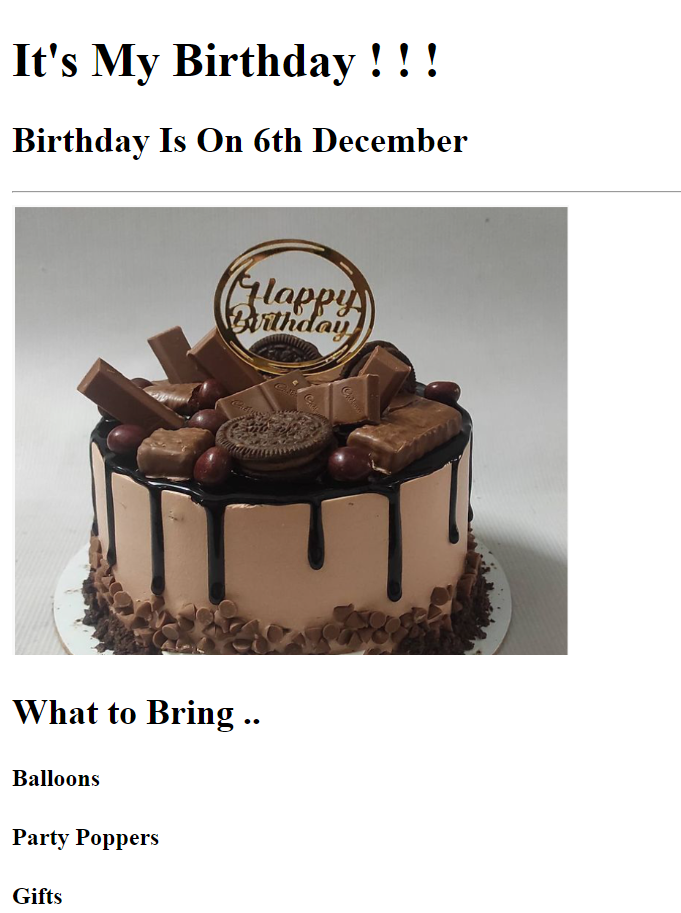 It's My Birthday ! ! !
Birthday Is On 6th December
Happy
Birthday
What to Bring ..
Balloons
Party Poppers
Gifts